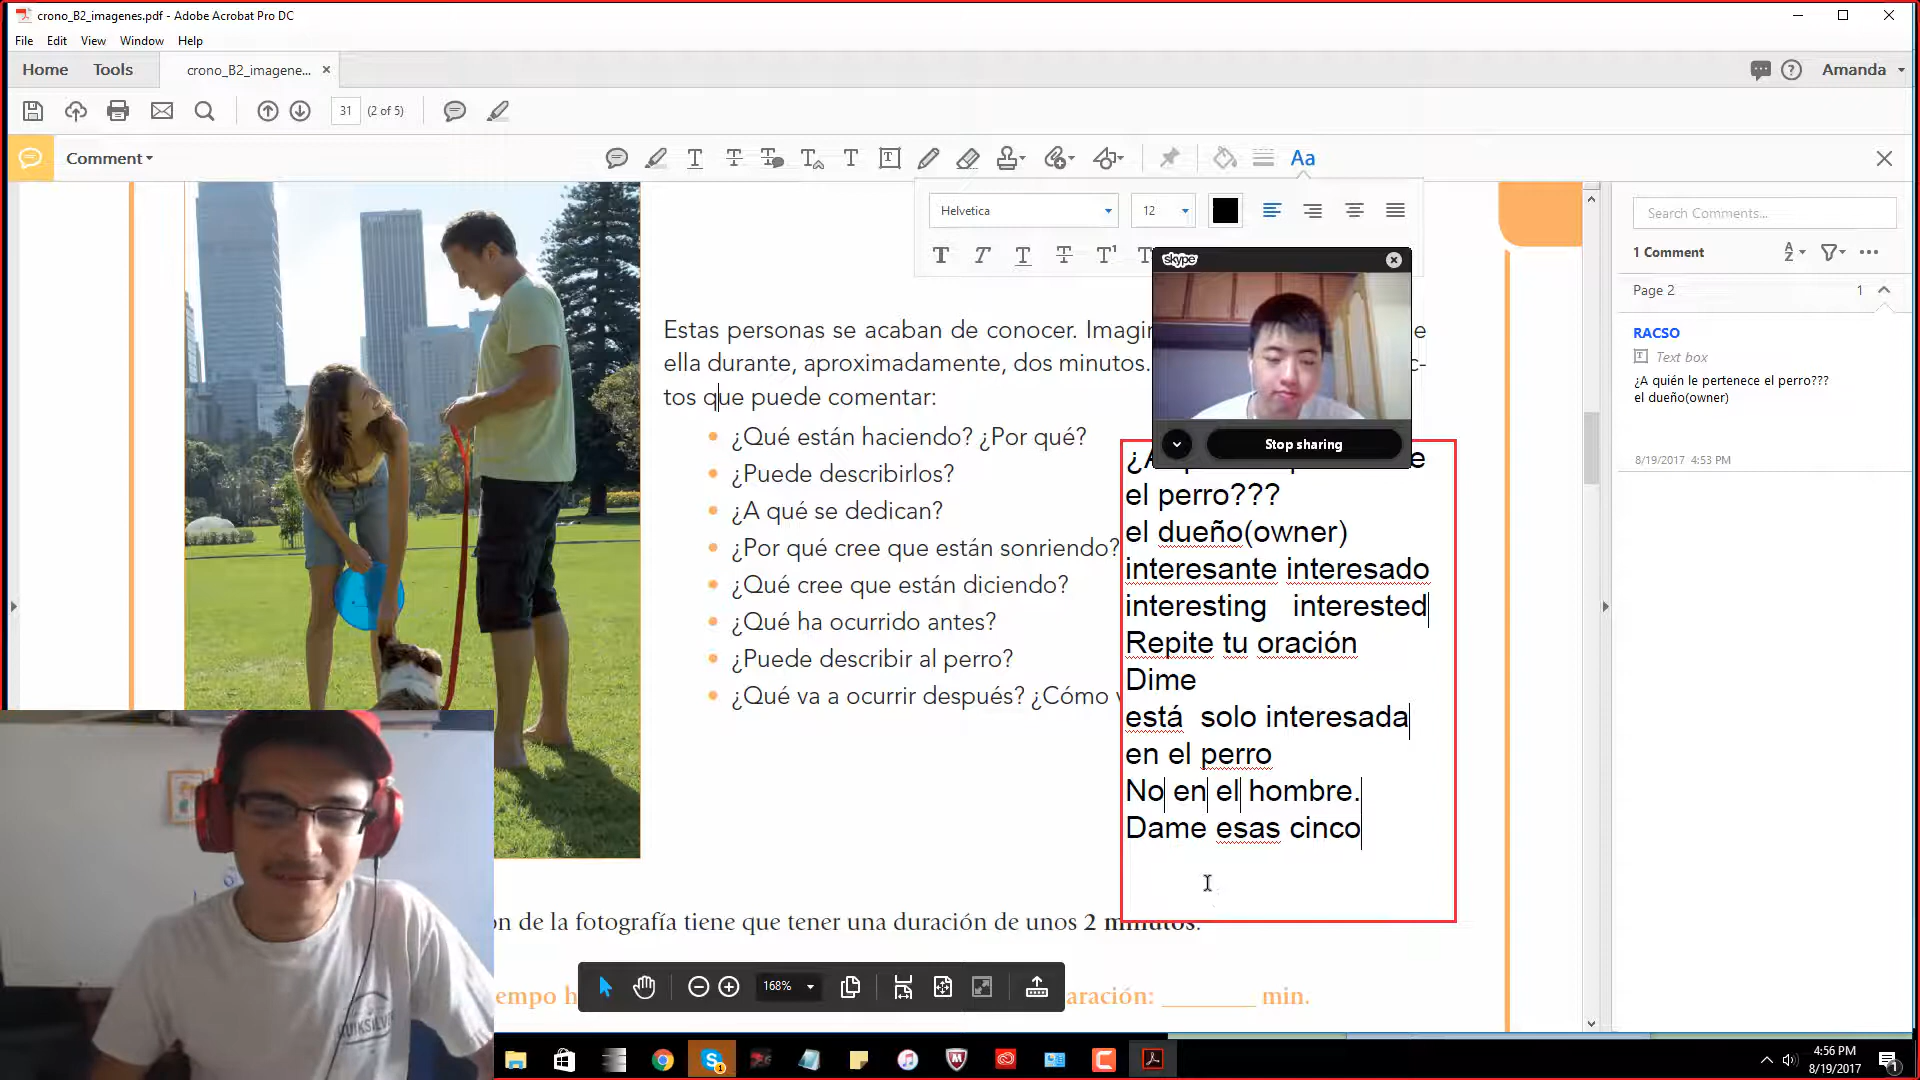 crono_B2_imagenes.pdf - Adobe Acrobat Pro DC
File Edit View Window Help
Home Tools crono_B2_imagene... Amanda
31 (2 of 5)
Comment
Helvetica 12
Search Comments...
1 Comment
Page 2 1
RACSO
Text box
¿A quién le pertenece el perro???
el dueño(owner)
8/19/2017 4:53 PM
skype
Stop sharing
Estas personas se acaban de conocer. Imagin e
ella durante, aproximadamente, dos minutos. c-
tos que puede comentar:
¿Qué están haciendo? ¿Por qué?
¿Puede describirlos?
¿A qué se dedican?
¿Por qué cree que están sonriendo?
¿Qué cree que están diciendo?
¿Qué ha ocurrido antes?
¿Puede describir al perro?
¿Qué va a ocurrir después? ¿Cómo v
el perro???
el dueño(owner)
interesante interesado
interesting interested
Repite tu oración
Dime
está solo interesada
en el perro
No en el hombre.
Dame esas cinco
ón de la fotografía tiene que tener una duración de unos 2 minutos.
empo h aración: ________ min.
168%
QUIKSILVER
4:56 PM
8/19/2017